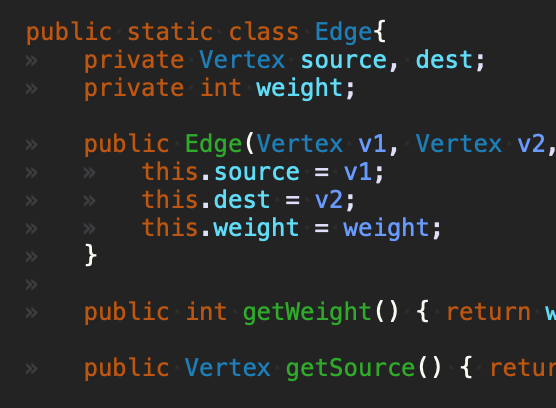 public static class Edge{
private Vertex source, dest;
private int weight;
public Edge(Vertex v1, Vertex v2,
this.source = v1;
this.dest = v2;
this.weight = weight;
}
public int getWeight() { return
public Vertex getSource() { retur